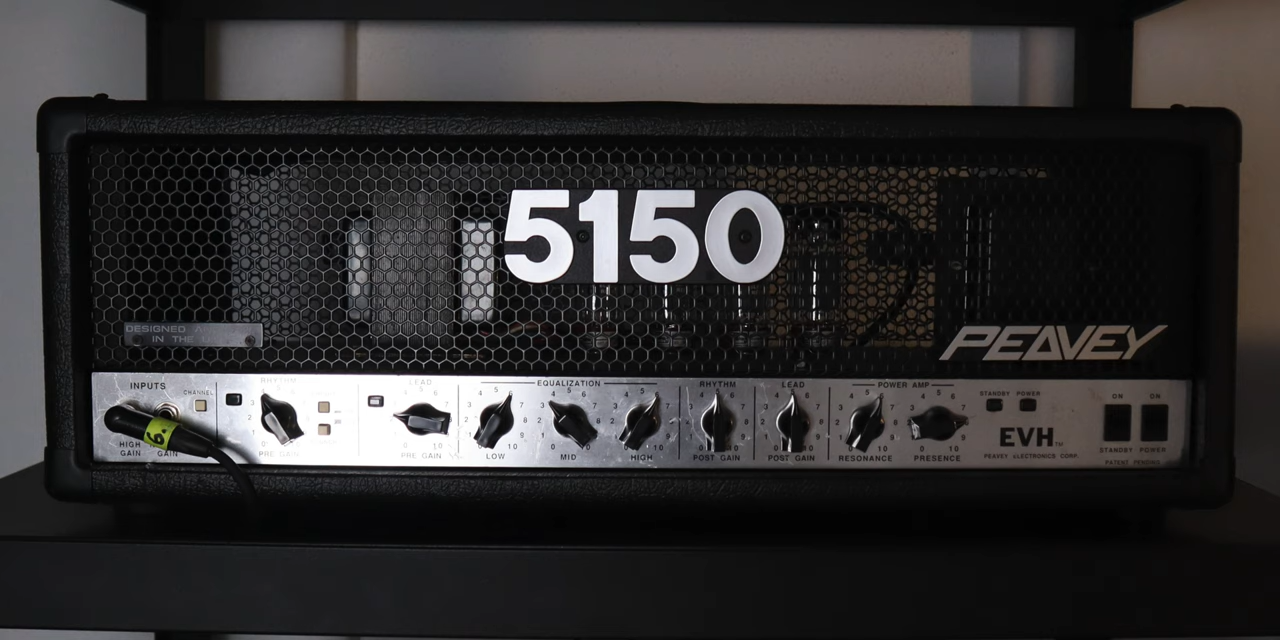 5150
DESIGNED
IN THE
PEAVEY
INPUTS
CHANNEL
RHYTHM
LEAD
EQUALIZATION
RHYTHM
LEAD
POWER AMP
STANDBY POWER
ON ON
6.
EVH
HIGH GAIN
GAIN
PRE GAIN
PRE GAIN
LOW
MID
HIGH
POST GAIN
POST GAIN
RESONANCE
PRESENCE
PEAVEY ELECTRONICS CORP.
STANDBY POWER
PATENT PENDING